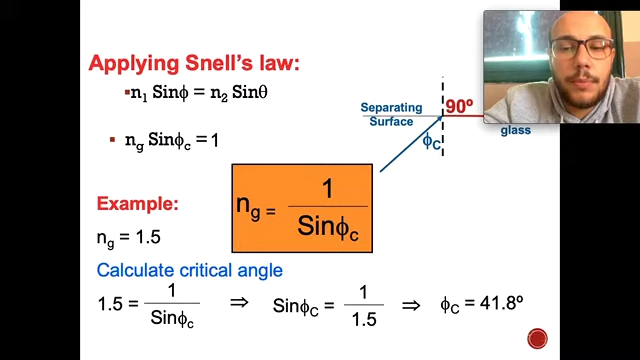 Applying Snell's law:
▪n₁ Sinϕ = n₂ Sinθ
▪ n_g Sinϕ_c = 1
Separating
Surface
90º
ϕ_C
glass
n_g = 1 / Sinϕ_c
Example:
n_g = 1.5
Calculate critical angle
1.5 = 1 / Sinϕ_c ⇒ Sinϕ_C = 1 / 1.5 ⇒ ϕ_C = 41.8º